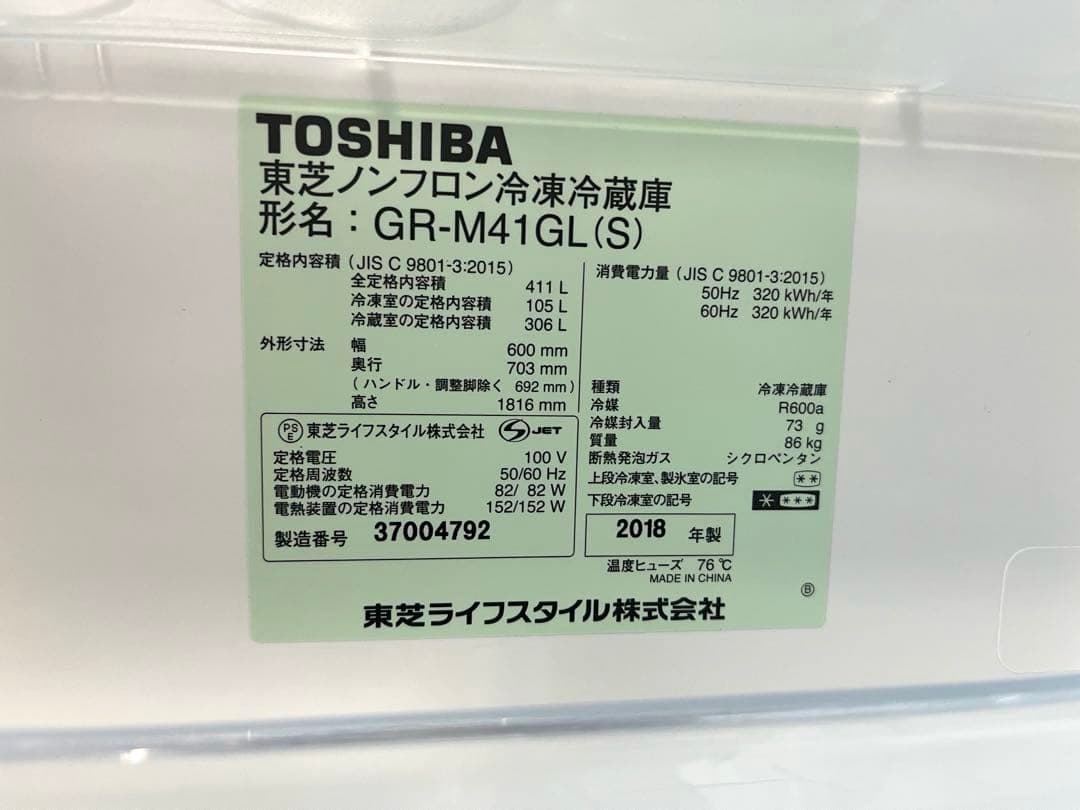 TOSHIBA
東芝ノンフロン冷凍冷蔵庫
形名：GR-M41GL(S)
定格内容積 (JIS C 9801-3:2015)
全定格内容積 411 L
冷凍室の定格内容積 105 L
冷蔵室の定格内容積 306 L
外形寸法 幅 600 mm
奥行 703 mm
(ハンドル・調整脚除く 692 mm)
高さ 1816 mm
PSE 東芝ライフスタイル株式会社 S JET
定格電圧 100 V
定格周波数 50/60 Hz
電動機の定格消費電力 82/ 82 W
電熱装置の定格消費電力 152/152 W
製造番号 37004792
消費電力量 (JIS C 9801-3:2015)
50Hz 320 kWh/年
60Hz 320 kWh/年
種類 冷凍冷蔵庫
冷媒 R600a
冷媒封入量 73 g
質量 86 kg
断熱発泡ガス シクロペンタン
上段冷凍室、製氷室の記号 **
下段冷凍室の記号 * ***
2018 年製
温度ヒューズ 76 ℃
MADE IN CHINA
Ⓑ
東芝ライフスタイル株式会社